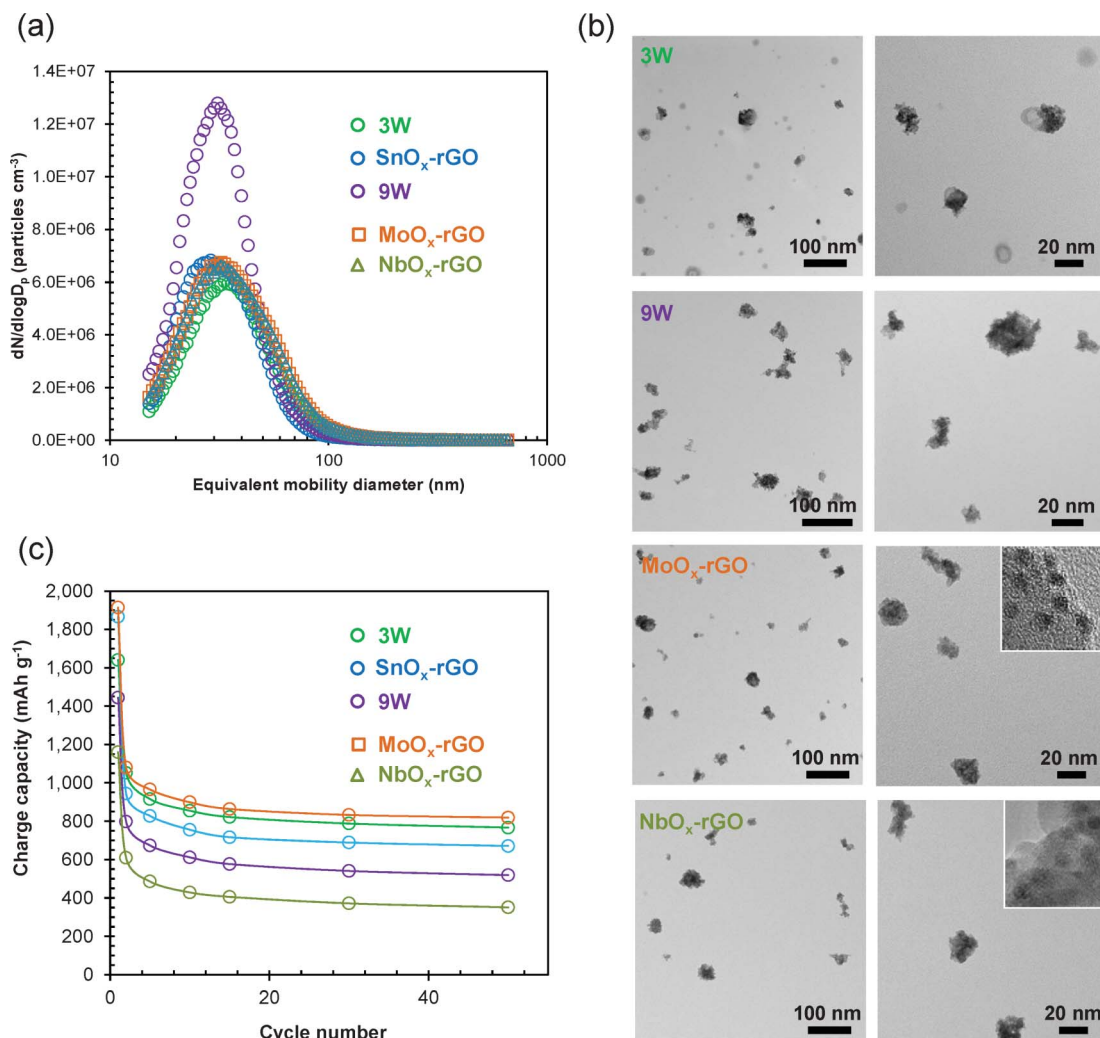 (a)
1.4E+07
1.2E+07
1.0E+07
8.0E+06
6.0E+06
4.0E+06
2.0E+06
0.0E+00
dN/dlogDₚ (particles cm⁻³)
3W
SnOₓ-rGO
9W
MoOₓ-rGO
NbOₓ-rGO
10
100
1000
Equivalent mobility diameter (nm)
(b)
3W
100 nm
20 nm
9W
100 nm
20 nm
MoOₓ-rGO
100 nm
20 nm
NbOₓ-rGO
100 nm
20 nm
(c)
2,000
1,800
1,600
1,400
1,200
1,000
800
600
400
200
0
Charge capacity (mAh g⁻¹)
3W
SnOₓ-rGO
9W
MoOₓ-rGO
NbOₓ-rGO
0
20
40
Cycle number